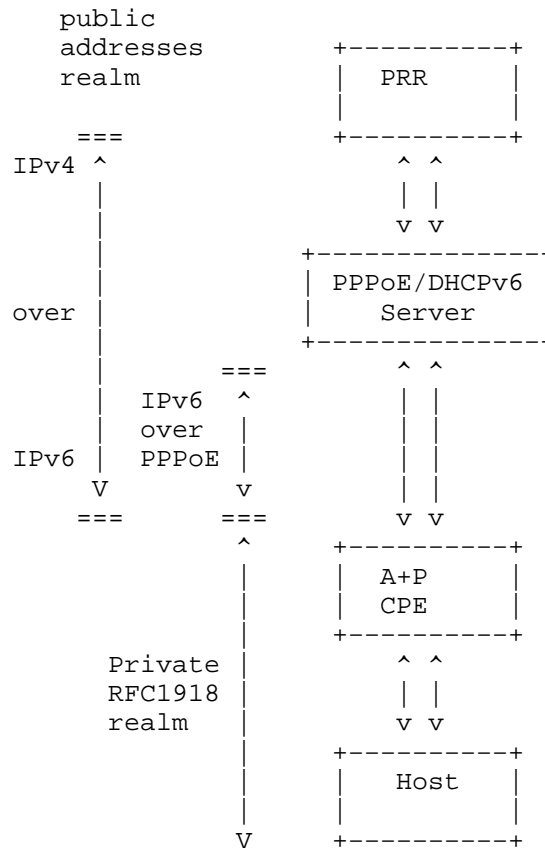 public
addresses +----------+
realm | PRR |
| |
=== +----------+
IPv4 ^ ^ ^
| | |
| v v
| +--------------+
| | PPPoE/DHCPv6
over | | Server
| +--------------+
| === ^ ^
| IPv6 ^ | |
| over | | |
IPv6 | PPPoE | | |
V v | |
=== === v v
^ +----------+
| | A+P |
| | CPE |
| +----------+
Private | ^ ^
RFC1918 | | |
realm | v v
| +----------+
| | Host |
| | |
V +----------+